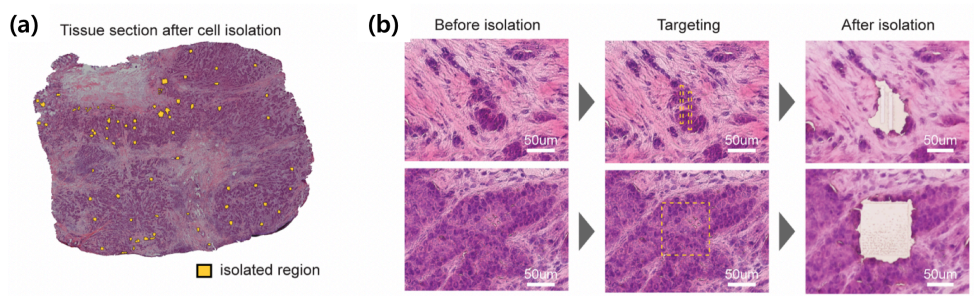 (a)
Tissue section after cell isolation
isolated region
(b)
Before isolation
Targeting
After isolation
50um
50um
50um
50um
50um
50um